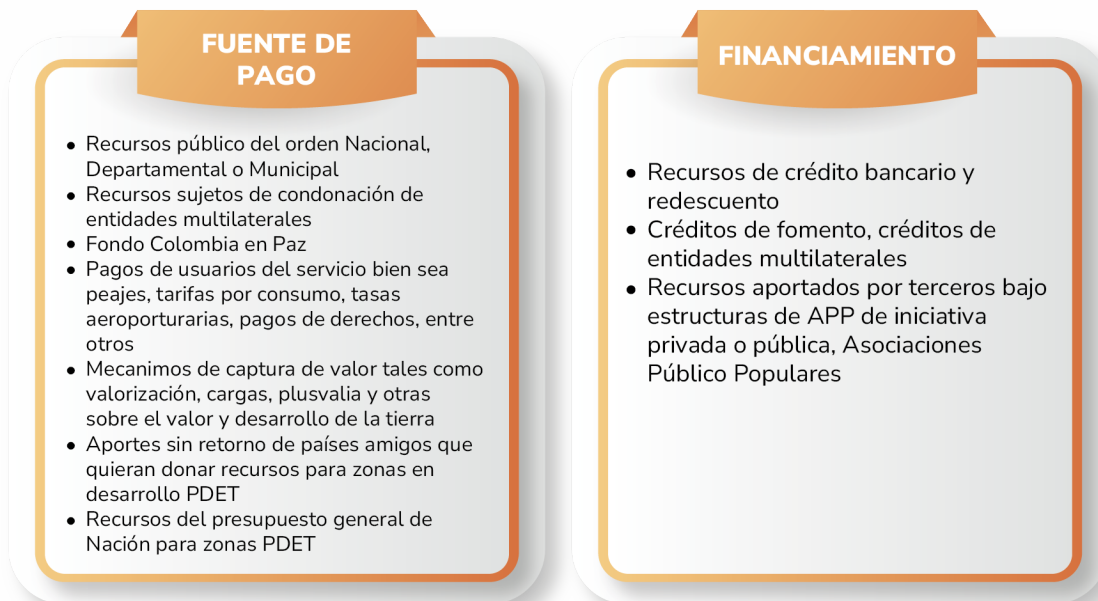 FUENTE DE
PAGO
• Recursos público del orden Nacional,
Departamental o Municipal
• Recursos sujetos de condonación de
entidades multilaterales
• Fondo Colombia en Paz
• Pagos de usuarios del servicio bien sea
peajes, tarifas por consumo, tasas
aeroporturarias, pagos de derechos, entre
otros
• Mecanimos de captura de valor tales como
valorización, cargas, plusvalia y otras
sobre el valor y desarrollo de la tierra
• Aportes sin retorno de países amigos que
quieran donar recursos para zonas en
desarrollo PDET
• Recursos del presupuesto general de
Nación para zonas PDET
FINANCIAMIENTO
• Recursos de crédito bancario y
redescuento
• Créditos de fomento, créditos de
entidades multilaterales
• Recursos aportados por terceros bajo
estructuras de APP de iniciativa
privada o pública, Asociaciones
Público Populares